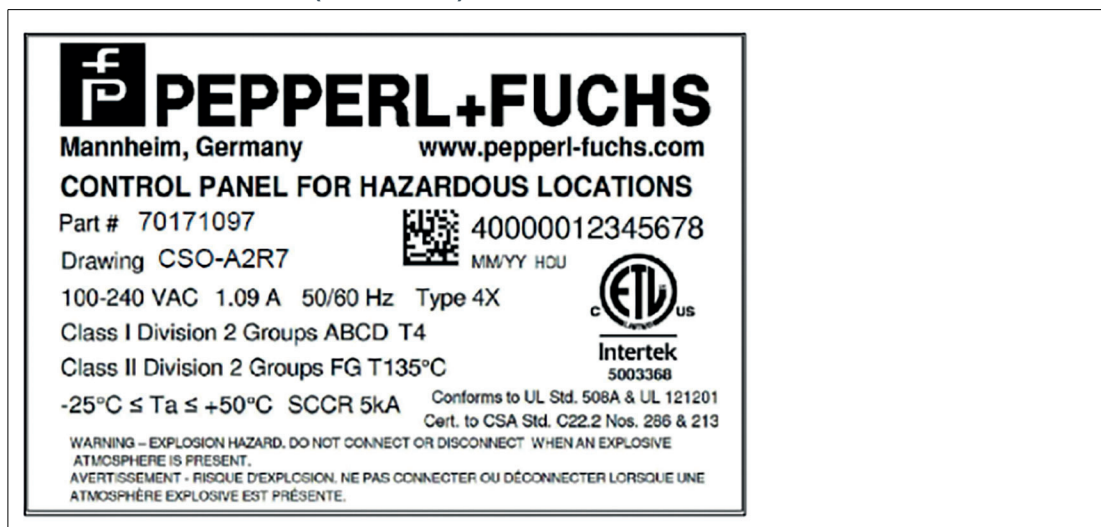 PEPPERL+FUCHS
Mannheim, Germany www.pepperl-fuchs.com
CONTROL PANEL FOR HAZARDOUS LOCATIONS
Part # 70171097 40000012345678
Drawing CSO-A2R7 MM/YY HOU
100-240 VAC 1.09 A 50/60 Hz Type 4X
Class I Division 2 Groups ABCD T4
Class II Division 2 Groups FG T135°C
C ETL US
LISTED
Intertek
5003368
-25°C ≤ Ta ≤ +50°C SCCR 5kA Conforms to UL Std. 508A & UL 121201
Cert. to CSA Std. C22.2 Nos. 286 & 213
WARNING – EXPLOSION HAZARD. DO NOT CONNECT OR DISCONNECT WHEN AN EXPLOSIVE
ATMOSPHERE IS PRESENT.
AVERTISSEMENT - RISQUE D'EXPLOSION. NE PAS CONNECTER OU DÉCONNECTER LORSQUE UNE
ATMOSPHÈRE EXPLOSIVE EST PRÉSENTE.